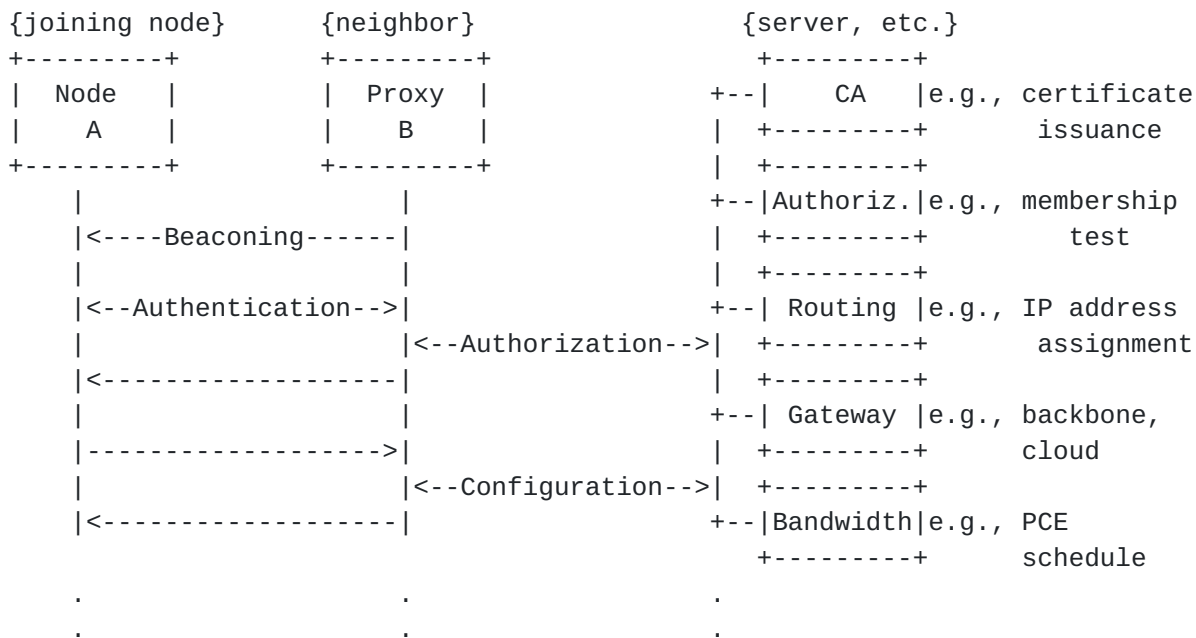 {joining node}      {neighbor}                 {server, etc.}
+---------+         +---------+                 +---------+
|  Node   |         |  Proxy  |              +--|    CA   |e.g., certificate
|    A    |         |    B    |              |  +---------+       issuance
+---------+         +---------+              |  +---------+
    |                    |                   +--|Authoriz.|e.g., membership
    |<----Beaconing------|                   |  +---------+         test
    |                    |                   |  +---------+
    |<--Authentication-->|                   +--| Routing |e.g., IP address
    |                    |<--Authorization-->|  +---------+       assignment
    |<-------------------|                   |  +---------+
    |                    |                   +--| Gateway |e.g., backbone,
    |------------------->|                   |  +---------+      cloud
    |                    |<--Configuration-->|  +---------+
    |<-------------------|                   +--|Bandwidth|e.g., PCE
                                                +---------+      schedule
    .                    .                   .
    .                    .                   .